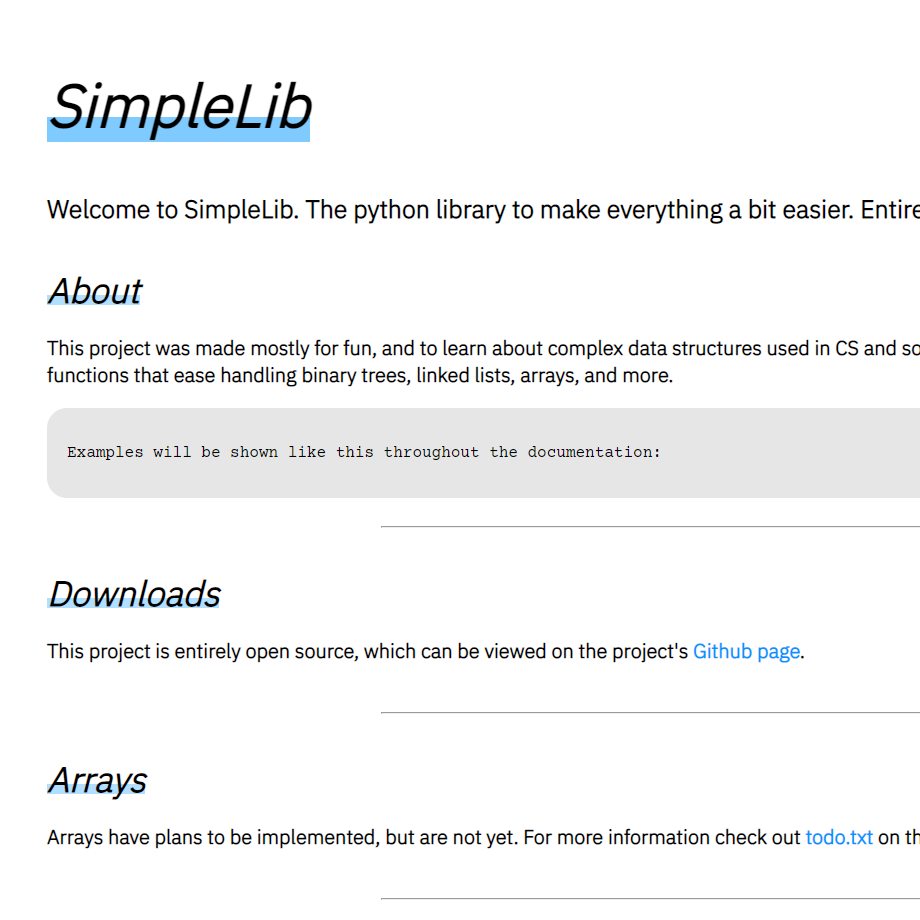 SimpleLib
Welcome to SimpleLib. The python library to make everything a bit easier.
About
This project was made mostly for fun, and to learn about complex data structures used in CS and
functions that ease handling binary trees, linked lists, arrays, and more.
Examples will be shown like this throughout the documentation:
Downloads
This project is entirely open source, which can be viewed on the project's Github page.
Arrays
Arrays have plans to be implemented, but are not yet. For more information check out todo.txt on